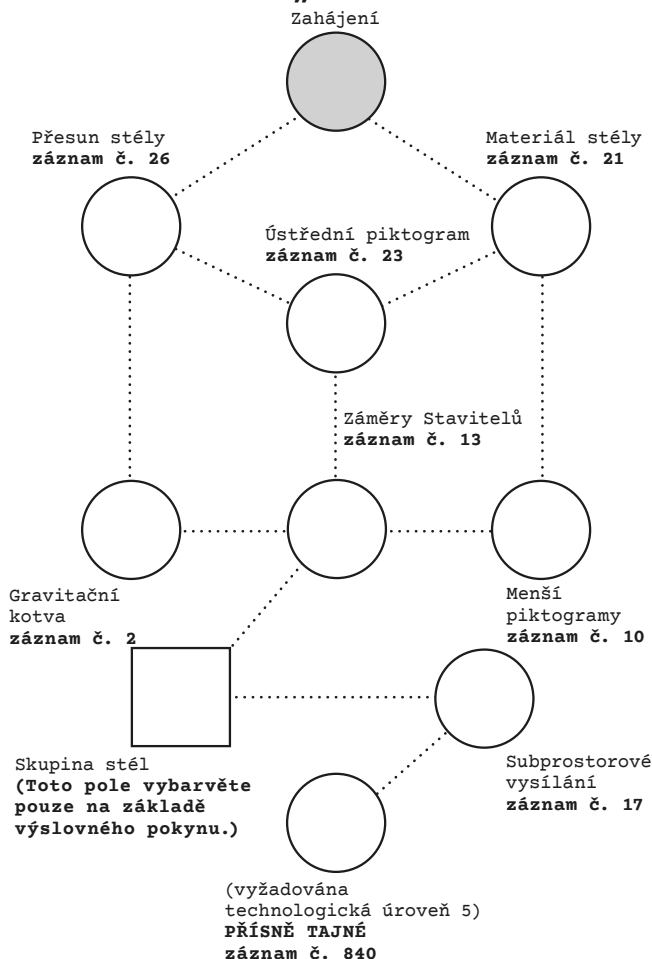 Zahájení
Přesun stély
záznam č. 26
Materiál stély
záznam č. 21
Ústřední piktogram
záznam č. 23
Záměry Stavitelů
záznam č. 13
Gravitační
kotva
záznam č. 2
Menší
piktogramy
záznam č. 10
Skupina stél
(Toto pole vybarvěte
pouze na základě
výslovného pokynu.)
Subprostorové
vysílání
záznam č. 17
(vyžadována
technologická úroveň 5)
PŘÍSNĚ TAJNÉ
záznam č. 840